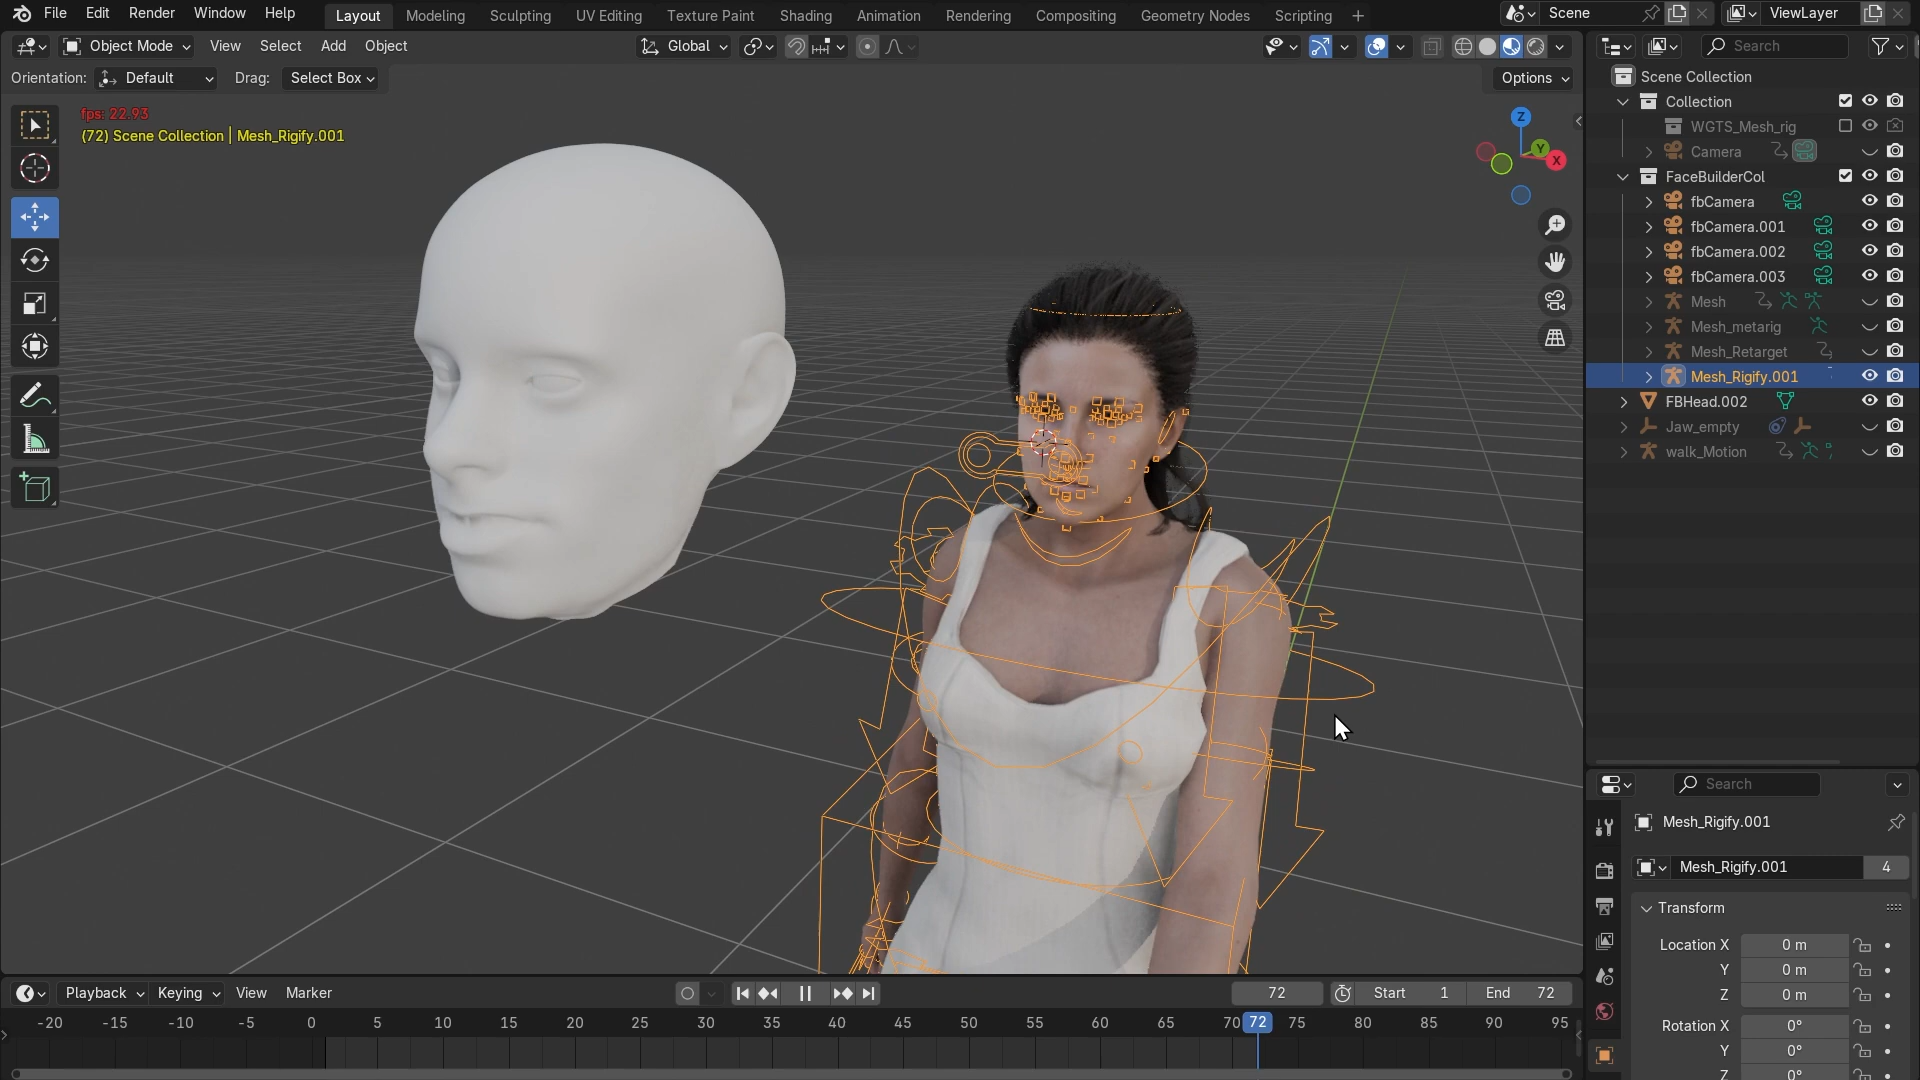 File Edit Render Window Help Layout Modeling Sculpting UV Editing Texture Paint Shading Animation Rendering Compositing Geometry Nodes Scripting Scene ViewLayer
Object Mode View Select Add Object Global Search
Orientation: Default Drag: Select Box Options
Scene Collection
fps: 22.93
(72) Scene Collection | Mesh_Rigify.001
Z
Y
X
Collection
WGTS_Mesh_rig
Camera
FaceBuilderCol
fbCamera
fbCamera.001
fbCamera.002
fbCamera.003
Mesh
Mesh_metarig
Mesh_Retarget
Mesh_Rigify.001
FBHead.002
Jaw_empty
walk_Motion
Search
Mesh_Rigify.001
Mesh_Rigify.001 4
Transform
Location X 0 m
Y 0 m
Z 0 m
Rotation X 0°
Y 0°
Z 0°
Playback Keying View Marker 72 Start 1 End 72
-20 -15 -10 -5 0 5 10 15 20 25 30 35 40 45 50 55 60 65 70 72 75 80 85 90 95